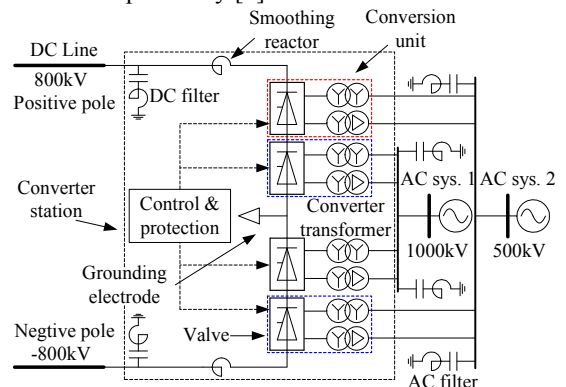 Smoothing
reactor
Conversion
unit
DC Line
800kV
Positive pole
DC filter
Converter
station
Control &
protection
Converter
transformer
AC sys. 1
1000kV
AC sys. 2
500kV
Grounding
electrode
Negtive pole
-800kV
Valve
AC filter